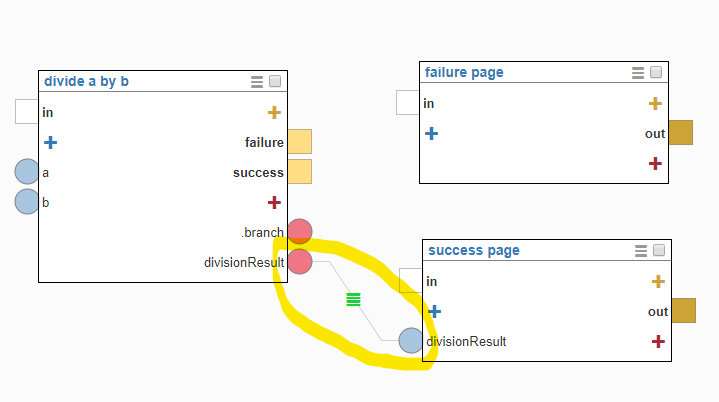 divide a by b
in
failure
success
a
b
.branch
divisionResult
failure page
in
out
success page
in
out
divisionResult